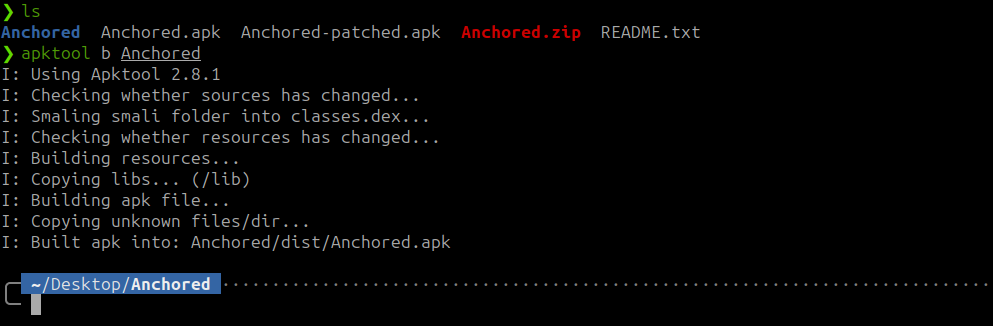 ❯ ls
Anchored Anchored.apk Anchored-patched.apk Anchored.zip README.txt
❯ apktool b Anchored
I: Using Apktool 2.8.1
I: Checking whether sources has changed...
I: Smaling smali folder into classes.dex...
I: Checking whether resources has changed...
I: Building resources...
I: Copying libs... (/lib)
I: Building apk file...
I: Copying unknown files/dir...
I: Built apk into: Anchored/dist/Anchored.apk
~/Desktop/Anchored